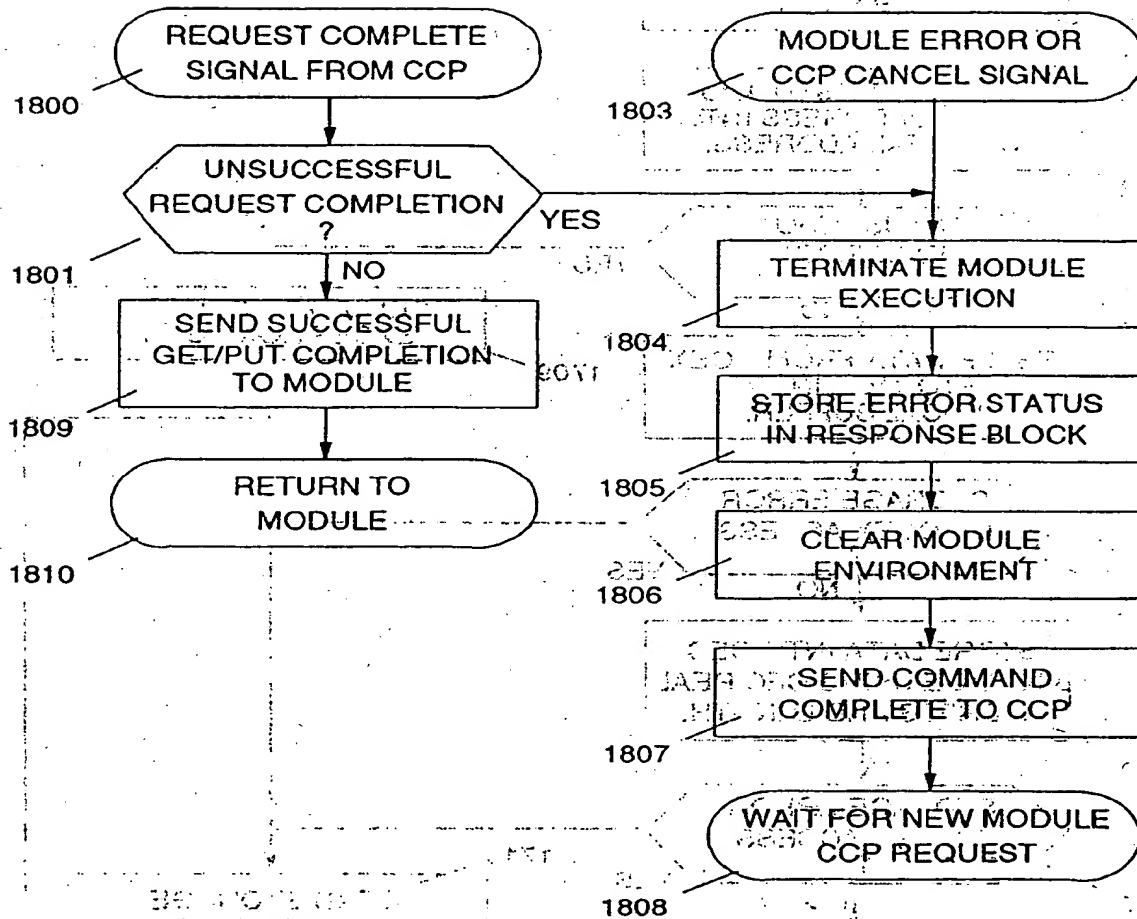 REQUEST COMPLETE
SIGNAL FROM CCP
1800
UNSUCCESSFUL
REQUEST COMPLETION
?
YES
1801
NO
SEND SUCCESSFUL
GET/PUT COMPLETION
TO MODULE
1809
RETURN TO
MODULE
1810
MODULE ERROR OR
CCP CANCEL SIGNAL
1803
TERMINATE MODULE
EXECUTION
1804
STORE ERROR STATUS
IN RESPONSE BLOCK
1805
CLEAR MODULE
ENVIRONMENT
1806
SEND COMMAND
COMPLETE TO CCP
1807
WAIT FOR NEW MODULE
CCP REQUEST
1808